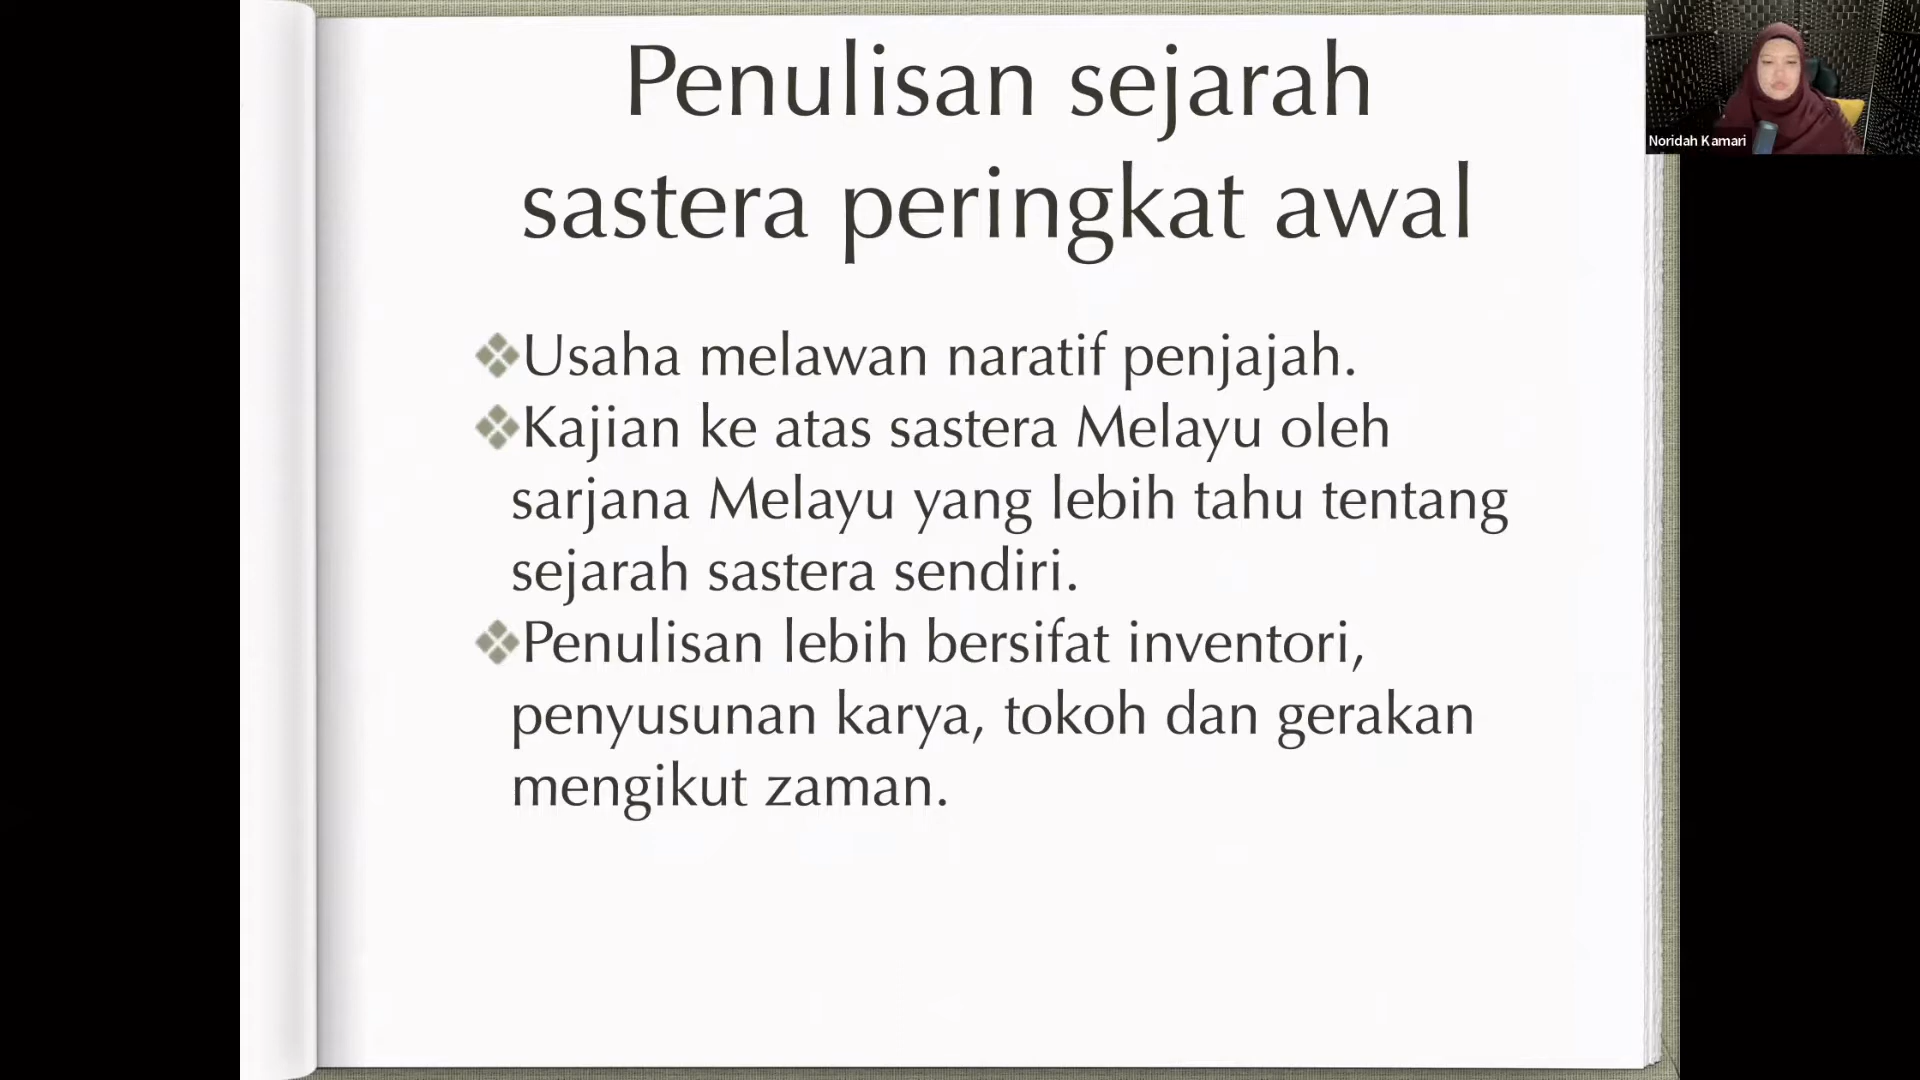 Penulisan sejarah
sastera peringkat awal
Usaha melawan naratif penjajah.
Kajian ke atas sastera Melayu oleh
sarjana Melayu yang lebih tahu tentang
sejarah sastera sendiri.
Penulisan lebih bersifat inventori,
penyusunan karya, tokoh dan gerakan
mengikut zaman.
Noridah Kamari